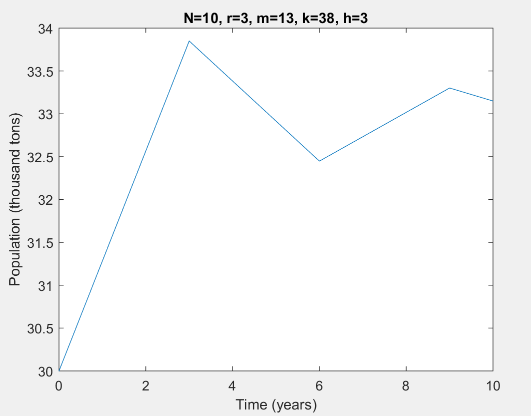 N=10, r=3, m=13, k=38, h=3
34
33.5
33
32.5
32
31.5
31
30.5
30
Population (thousand tons)
0 2 4 6 8 10
Time (years)